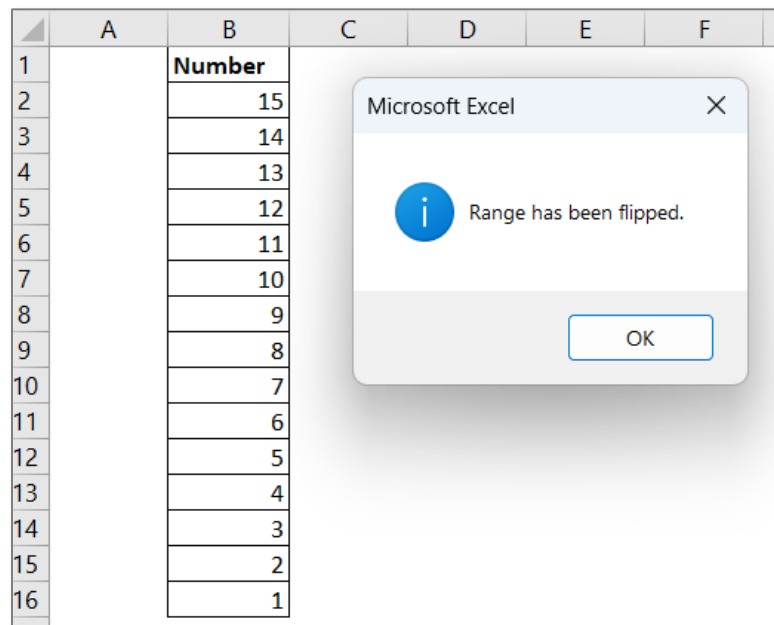 A B C D E F
1 Number
2 15
3 14
4 13
5 12
6 11
7 10
8 9
9 8
10 7
11 6
12 5
13 4
14 3
15 2
16 1
Microsoft Excel
i
Range has been flipped.
OK